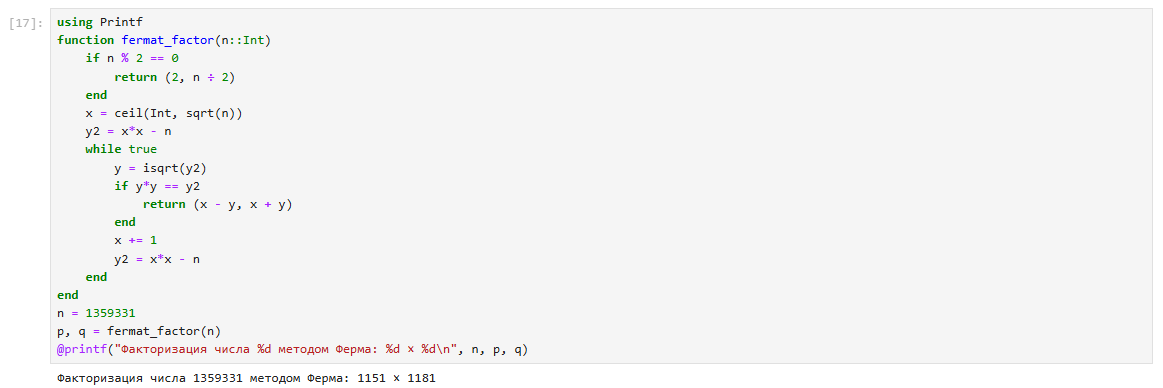 [17]: using Printf
function fermat_factor(n::Int)
    if n % 2 == 0
        return (2, n ÷ 2)
    end
    x = ceil(Int, sqrt(n))
    y2 = x*x - n
    while true
        y = isqrt(y2)
        if y*y == y2
            return (x - y, x + y)
        end
        x += 1
        y2 = x*x - n
    end
end
n = 1359331
p, q = fermat_factor(n)
@printf("Факторизация числа %d методом Ферма: %d × %d\n", n, p, q)
Факторизация числа 1359331 методом Ферма: 1151 × 1181